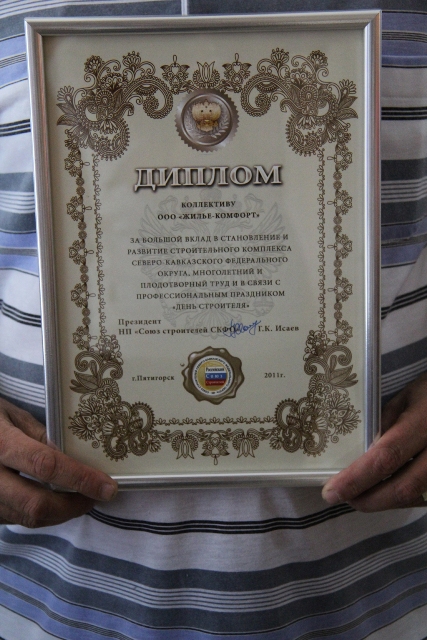 ДИПЛОМ
КОЛЛЕКТИВУ
ООО «ЖИЛЬЕ-КОМФОРТ»
ЗА БОЛЬШОЙ ВКЛАД В СТАНОВЛЕНИЕ И
РАЗВИТИЕ СТРОИТЕЛЬНОГО КОМПЛЕКСА
СЕВЕРО-КАВКАЗСКОГО ФЕДЕРАЛЬНОГО
ОКРУГА, МНОГОЛЕТНИЙ И
ПЛОДОТВОРНЫЙ ТРУД И В СВЯЗИ С
ПРОФЕССИОНАЛЬНЫМ ПРАЗДНИКОМ
«ДЕНЬ СТРОИТЕЛЯ»
Президент
НП «Союз строителей СКФО» Г.К. Исаев
г.Пятигорск 2011г.